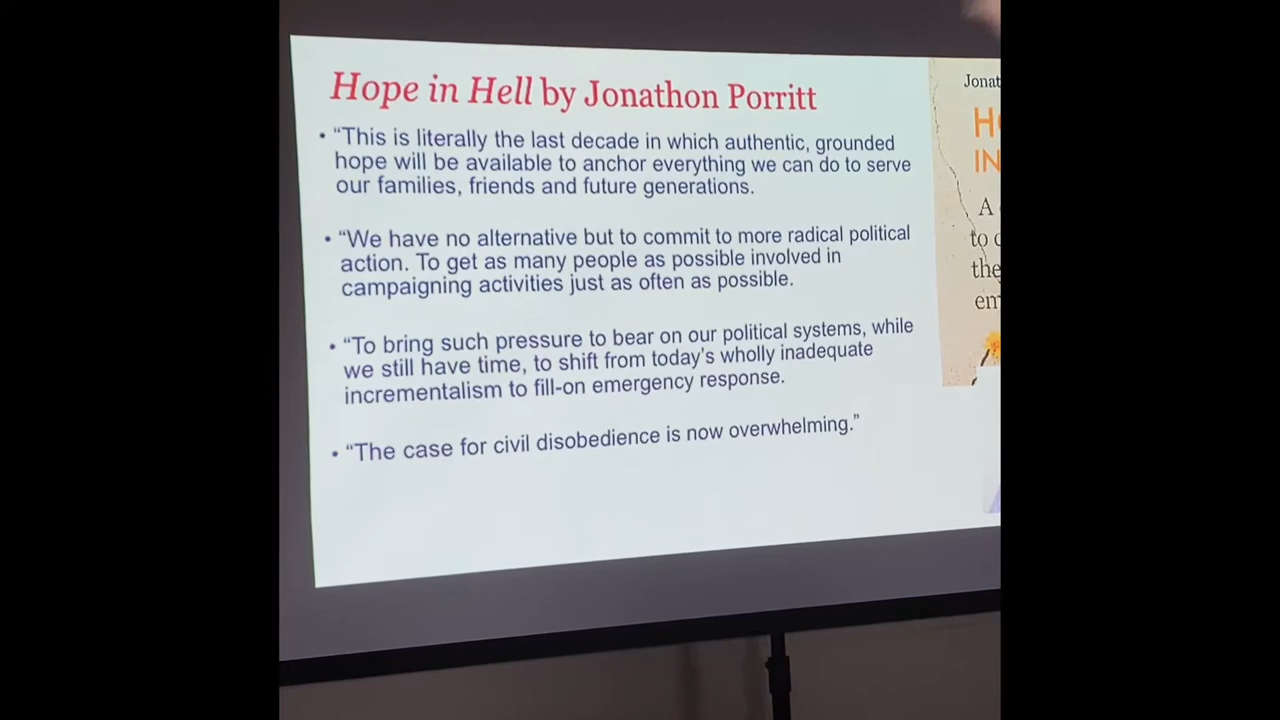 Hope in Hell by Jonathon Porritt
• “This is literally the last decade in which authentic, grounded
hope will be available to anchor everything we can do to serve
our families, friends and future generations.
• “We have no alternative but to commit to more radical political
action. To get as many people as possible involved in
campaigning activities just as often as possible.
• “To bring such pressure to bear on our political systems, while
we still have time, to shift from today's wholly inadequate
incrementalism to fill-on emergency response.
• “The case for civil disobedience is now overwhelming.”
Jonat
H
IN
A
to c
the
em